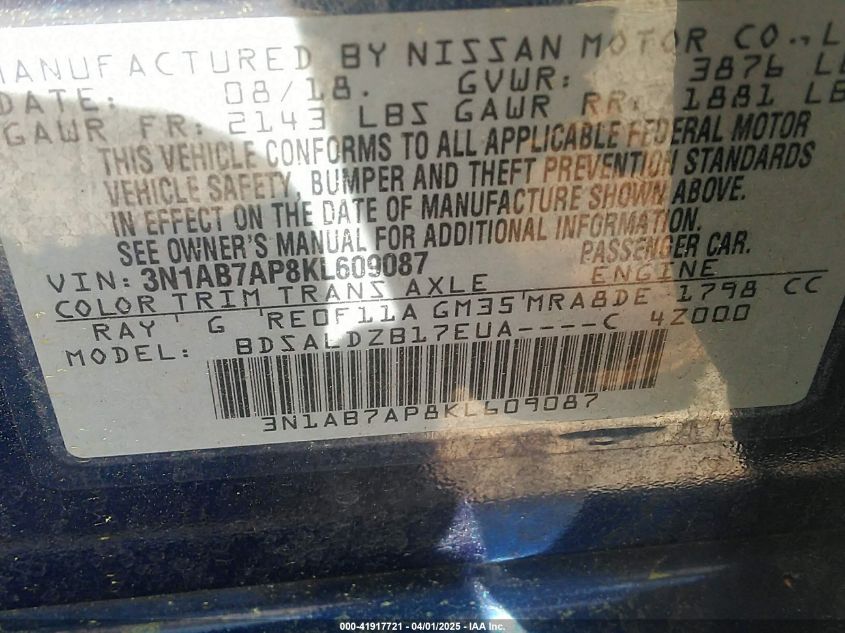 MANUFACTURED BY NISSAN MOTOR CO., L
DATE: 08/18. GVWR: 3876 LB
GAWR FR: 2143 LBS GAWR RR: 1881 LB
THIS VEHICLE CONFORMS TO ALL APPLICABLE FEDERAL MOTOR
VEHICLE SAFETY, BUMPER AND THEFT PREVENTION STANDARDS
IN EFFECT ON THE DATE OF MANUFACTURE SHOWN ABOVE.
SEE OWNER'S MANUAL FOR ADDITIONAL INFORMATION.
VIN: 3N1AB7AP8KL609087 PASSENGER CAR.
COLOR TRIM TRANS AXLE ENGINE
RAY G RE0F11A GM35 MRA8DE 1798 CC
MODEL: BDSALDZB17EUA----C 4Z000
3N1AB7AP8KL609087
000-41917721 - 04/01/2025 - IAA Inc.